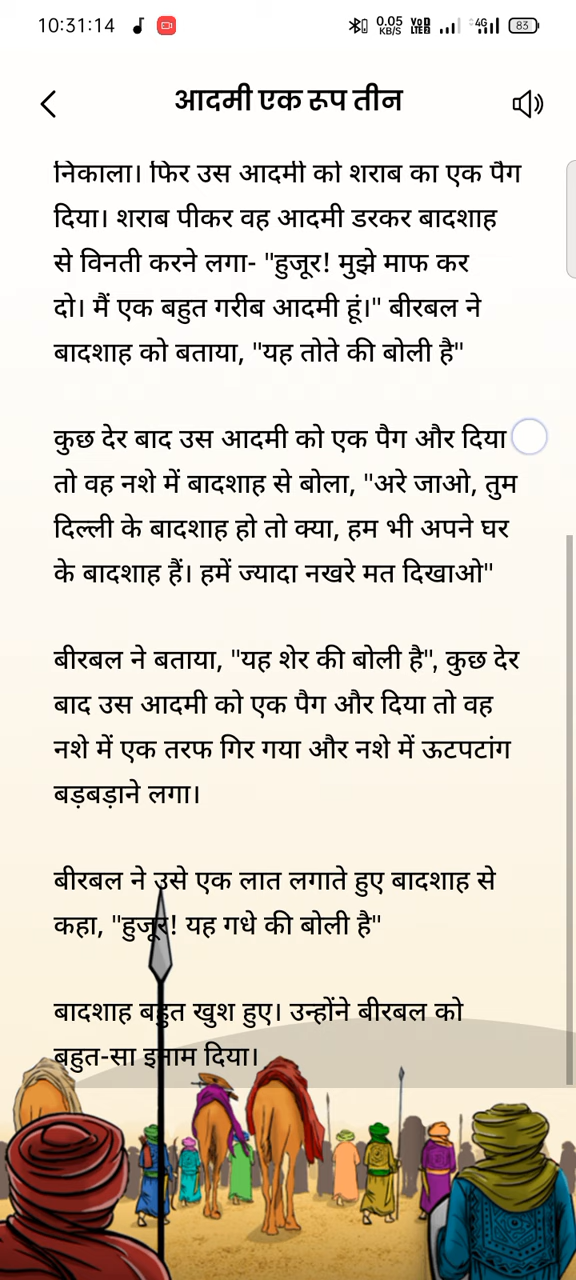 10:31:14
0.05 KB/S
VoD LTE2
4G
83
आदमी एक रूप तीन
निकाला। फिर उस आदमी को शराब का एक पैग
दिया। शराब पीकर वह आदमी डरकर बादशाह
से विनती करने लगा- "हुजूर! मुझे माफ कर
दो। मैं एक बहुत गरीब आदमी हूं।" बीरबल ने
बादशाह को बताया, "यह तोते की बोली है"
कुछ देर बाद उस आदमी को एक पैग और दिया
तो वह नशे में बादशाह से बोला, "अरे जाओ, तुम
दिल्ली के बादशाह हो तो क्या, हम भी अपने घर
के बादशाह हैं। हमें ज्यादा नखरे मत दिखाओ"
बीरबल ने बताया, "यह शेर की बोली है", कुछ देर
बाद उस आदमी को एक पैग और दिया तो वह
नशे में एक तरफ गिर गया और नशे में ऊटपटांग
बड़बड़ाने लगा।
बीरबल ने उसे एक लात लगाते हुए बादशाह से
कहा, "हुजूर! यह गधे की बोली है"
बादशाह बहुत खुश हुए। उन्होंने बीरबल को
बहुत-सा इनाम दिया।